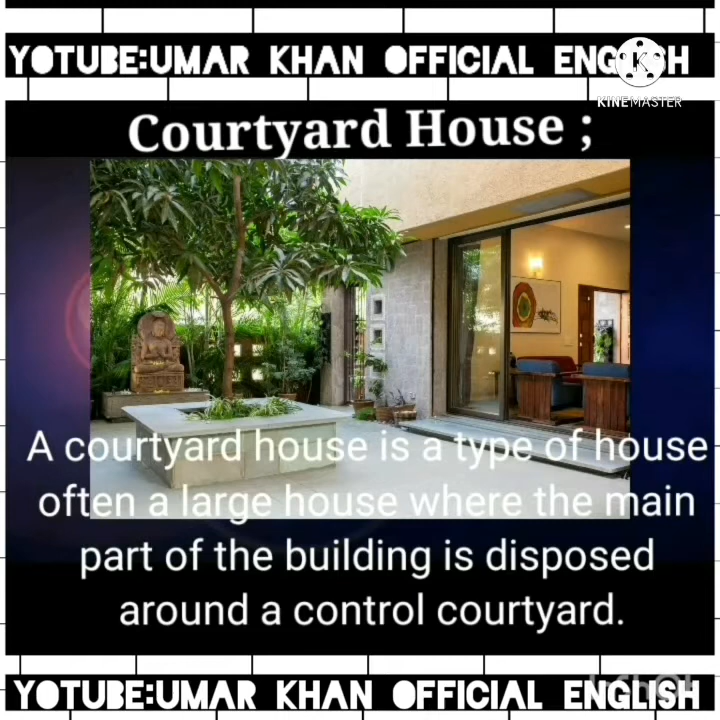 YOTUBE:UMAR KHAN OFFICIAL ENGLISH
K
KINEMASTER
Courtyard House ;
A courtyard house is a type of house
often a large house where the main
part of the building is disposed
around a control courtyard.
YOTUBE:UMAR KHAN OFFICIAL ENGLISH